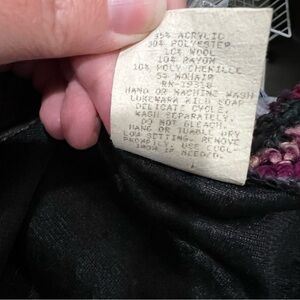 35% ACRYLIC
30% POLYESTER
10% WOOL
10% RAYON
10% POLY CHENILLE
5% MOHAIR
RN-19318
HAND OR MACHINE WASH
LUKEWARM MILD SOAP
DELICATE CYCLE.
WASH SEPARATELY.
DO NOT BLEACH.
HAND OR TUMBLE DRY
LOW SETTING. REMOVE
PROMPTLY. USE COOL
IRON IF NEEDED.